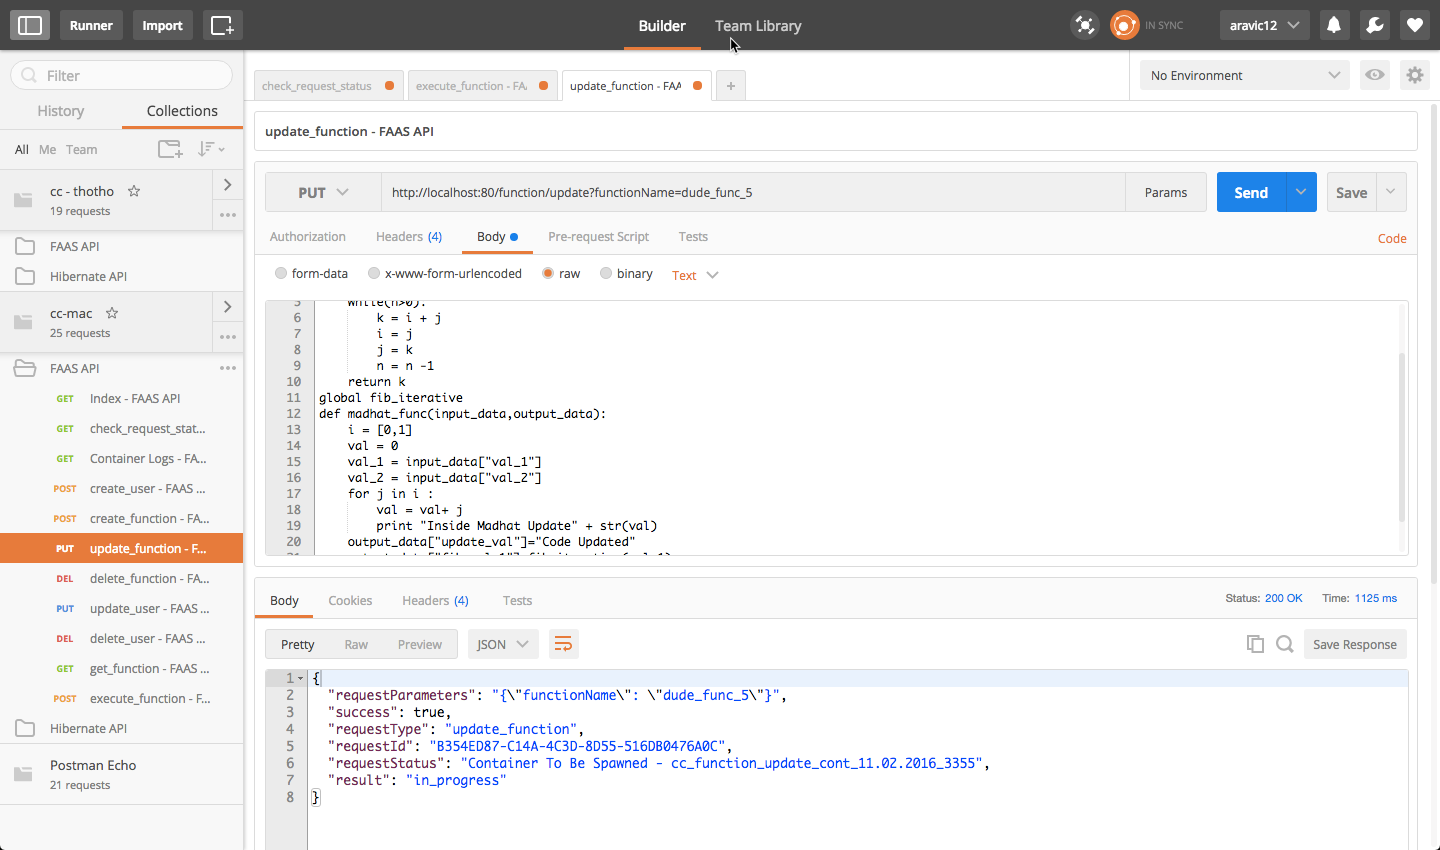 Runner
Import
Builder
Team Library
IN SYNC
aravic12
Filter
History
Collections
All Me Team
cc - thotho
19 requests
FAAS API
Hibernate API
cc-mac
25 requests
FAAS API
GET Index - FAAS API
GET check_request_stat...
GET Container Logs - FA...
POST create_user - FAAS ...
POST create_function - FA...
PUT update_function - F...
DEL delete_function - FA...
PUT update_user - FAAS ...
DEL delete_user - FAAS ...
GET get_function - FAAS ...
POST execute_function - F...
Hibernate API
Postman Echo
21 requests
check_request_status
execute_function - FA
update_function - FAA
+
No Environment
update_function - FAAS API
PUT
http://localhost:80/function/update?functionName=dude_func_5
Params
Send
Save
Authorization
Headers (4)
Body
Pre-request Script
Tests
Code
form-data
x-www-form-urlencoded
raw
binary
Text
5 while(n>0):
6 k = i + j
7 i = j
8 j = k
9 n = n -1
10 return k
11 global fib_iterative
12 def madhat_func(input_data,output_data):
13 i = [0,1]
14 val = 0
15 val_1 = input_data["val_1"]
16 val_2 = input_data["val_2"]
17 for j in i :
18 val = val+ j
19 print "Inside Madhat Update" + str(val)
20 output_data["update_val"]="Code Updated"
Body
Cookies
Headers (4)
Tests
Status: 200 OK
Time: 1125 ms
Pretty
Raw
Preview
JSON
Save Response
1 {
2 "requestParameters": "{\"functionName\": \"dude_func_5\"}",
3 "success": true,
4 "requestType": "update_function",
5 "requestId": "B354ED87-C14A-4C3D-8D55-516DB0476A0C",
6 "requestStatus": "Container To Be Spawned - cc_function_update_cont_11.02.2016_3355",
7 "result": "in_progress"
8 }